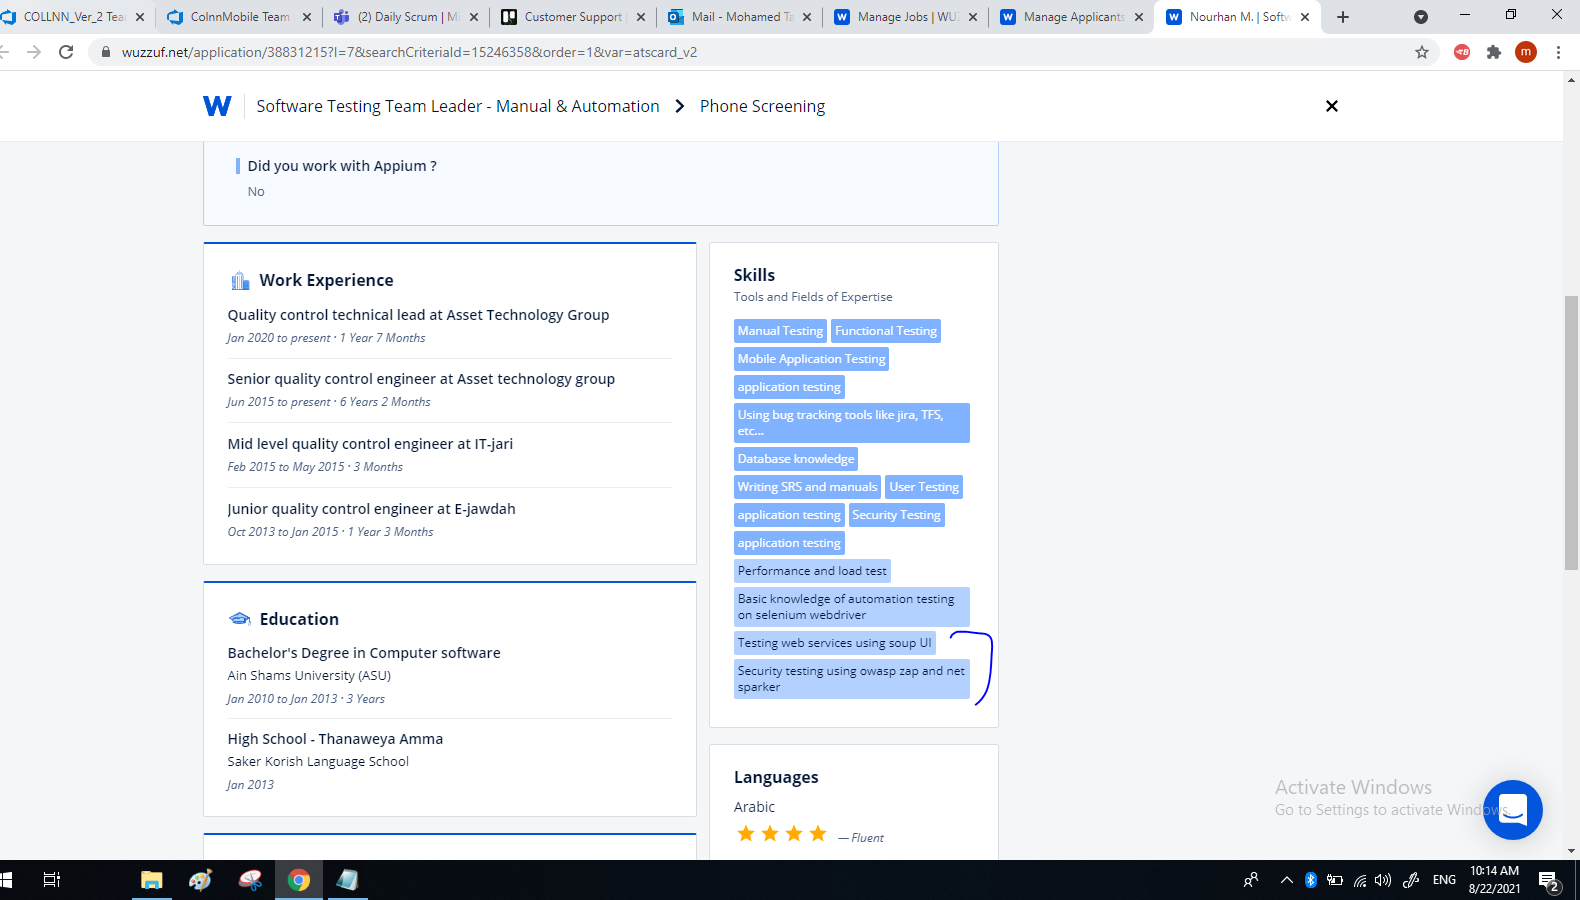 COLLNN_Ver_2 Tea
ColnnMobile Team
(2) Daily Scrum | Mi
Customer Support |
Mail - Mohamed Ta
Manage Jobs | WUZ
Manage Applicants
Nourhan M. | Softw
wuzzuf.net/application/38831215?l=7&searchCriteriaId=15246358&order=1&var=atscard_v2
m
W Software Testing Team Leader - Manual & Automation > Phone Screening
Did you work with Appium ?
No
Work Experience
Quality control technical lead at Asset Technology Group
Jan 2020 to present · 1 Year 7 Months
Senior quality control engineer at Asset technology group
Jun 2015 to present · 6 Years 2 Months
Mid level quality control engineer at IT-jari
Feb 2015 to May 2015 · 3 Months
Junior quality control engineer at E-jawdah
Oct 2013 to Jan 2015 · 1 Year 3 Months
Education
Bachelor's Degree in Computer software
Ain Shams University (ASU)
Jan 2010 to Jan 2013 · 3 Years
High School - Thanaweya Amma
Saker Korish Language School
Jan 2013
Skills
Tools and Fields of Expertise
Manual Testing Functional Testing
Mobile Application Testing
application testing
Using bug tracking tools like jira, TFS,
etc...
Database knowledge
Writing SRS and manuals User Testing
application testing Security Testing
application testing
Performance and load test
Basic knowledge of automation testing
on selenium webdriver
Testing web services using soup UI
Security testing using owasp zap and net
sparker
Languages
Arabic
— Fluent
Activate Windows
Go to Settings to activate Windows.
ENG
10:14 AM
8/22/2021
2